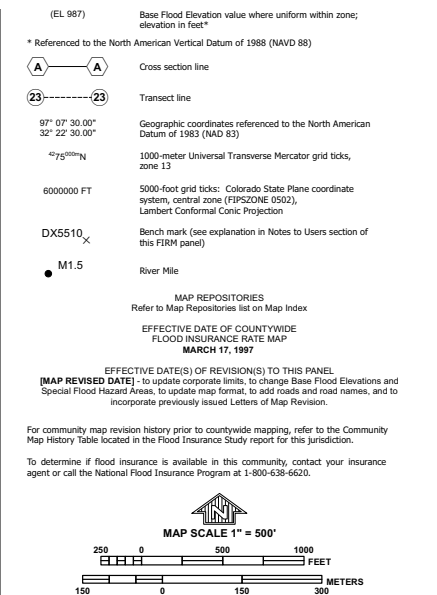 (EL 987) Base Flood Elevation value where uniform within zone;
elevation in feet*
* Referenced to the North American Vertical Datum of 1988 (NAVD 88)
A A Cross section line
23 23 Transect line
97° 07' 30.00" Geographic coordinates referenced to the North American
32° 22' 30.00" Datum of 1983 (NAD 83)
⁴²75⁰⁰⁰ᵐN 1000-meter Universal Transverse Mercator grid ticks,
zone 13
6000000 FT 5000-foot grid ticks: Colorado State Plane coordinate
system, central zone (FIPSZONE 0502),
Lambert Conformal Conic Projection
DX5510 Bench mark (see explanation in Notes to Users section of
this FIRM panel)
M1.5 River Mile
MAP REPOSITORIES
Refer to Map Repositories list on Map Index
EFFECTIVE DATE OF COUNTYWIDE
FLOOD INSURANCE RATE MAP
MARCH 17, 1997
EFFECTIVE DATE(S) OF REVISION(S) TO THIS PANEL
[MAP REVISED DATE] - to update corporate limits, to change Base Flood Elevations and
Special Flood Hazard Areas, to update map format, to add roads and road names, and to
incorporate previously issued Letters of Map Revision.
For community map revision history prior to countywide mapping, refer to the Community
Map History Table located in the Flood Insurance Study report for this jurisdiction.
To determine if flood insurance is available in this community, contact your insurance
agent or call the National Flood Insurance Program at 1-800-638-6620.
N
MAP SCALE 1" = 500'
250 0 500 1000
FEET
METERS
150 0 150 300